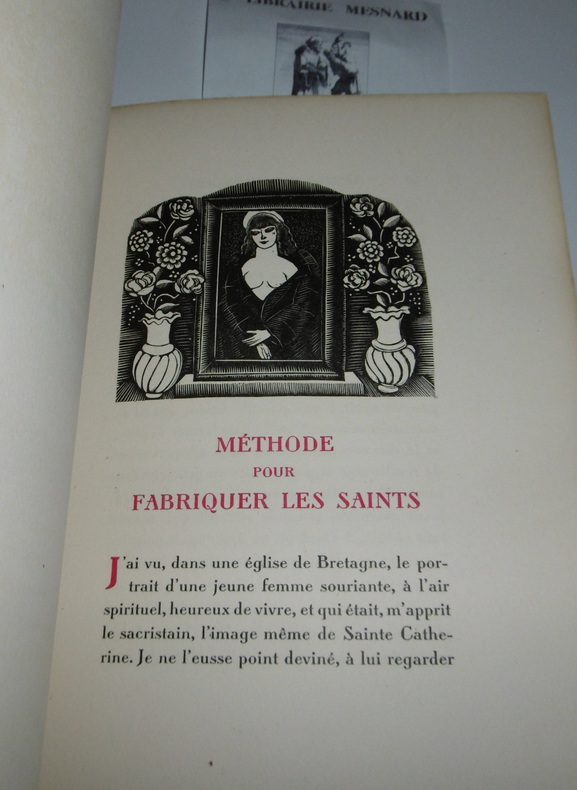 LIBRAIRIE MESNARD
MÉTHODE
POUR
FABRIQUER LES SAINTS
J'ai vu, dans une église de Bretagne, le por-
trait d'une jeune femme souriante, à l'air
spirituel, heureux de vivre, et qui était, m'apprit
le sacristain, l'image même de Sainte Cathe-
rine. Je ne l'eusse point deviné, à lui regarder